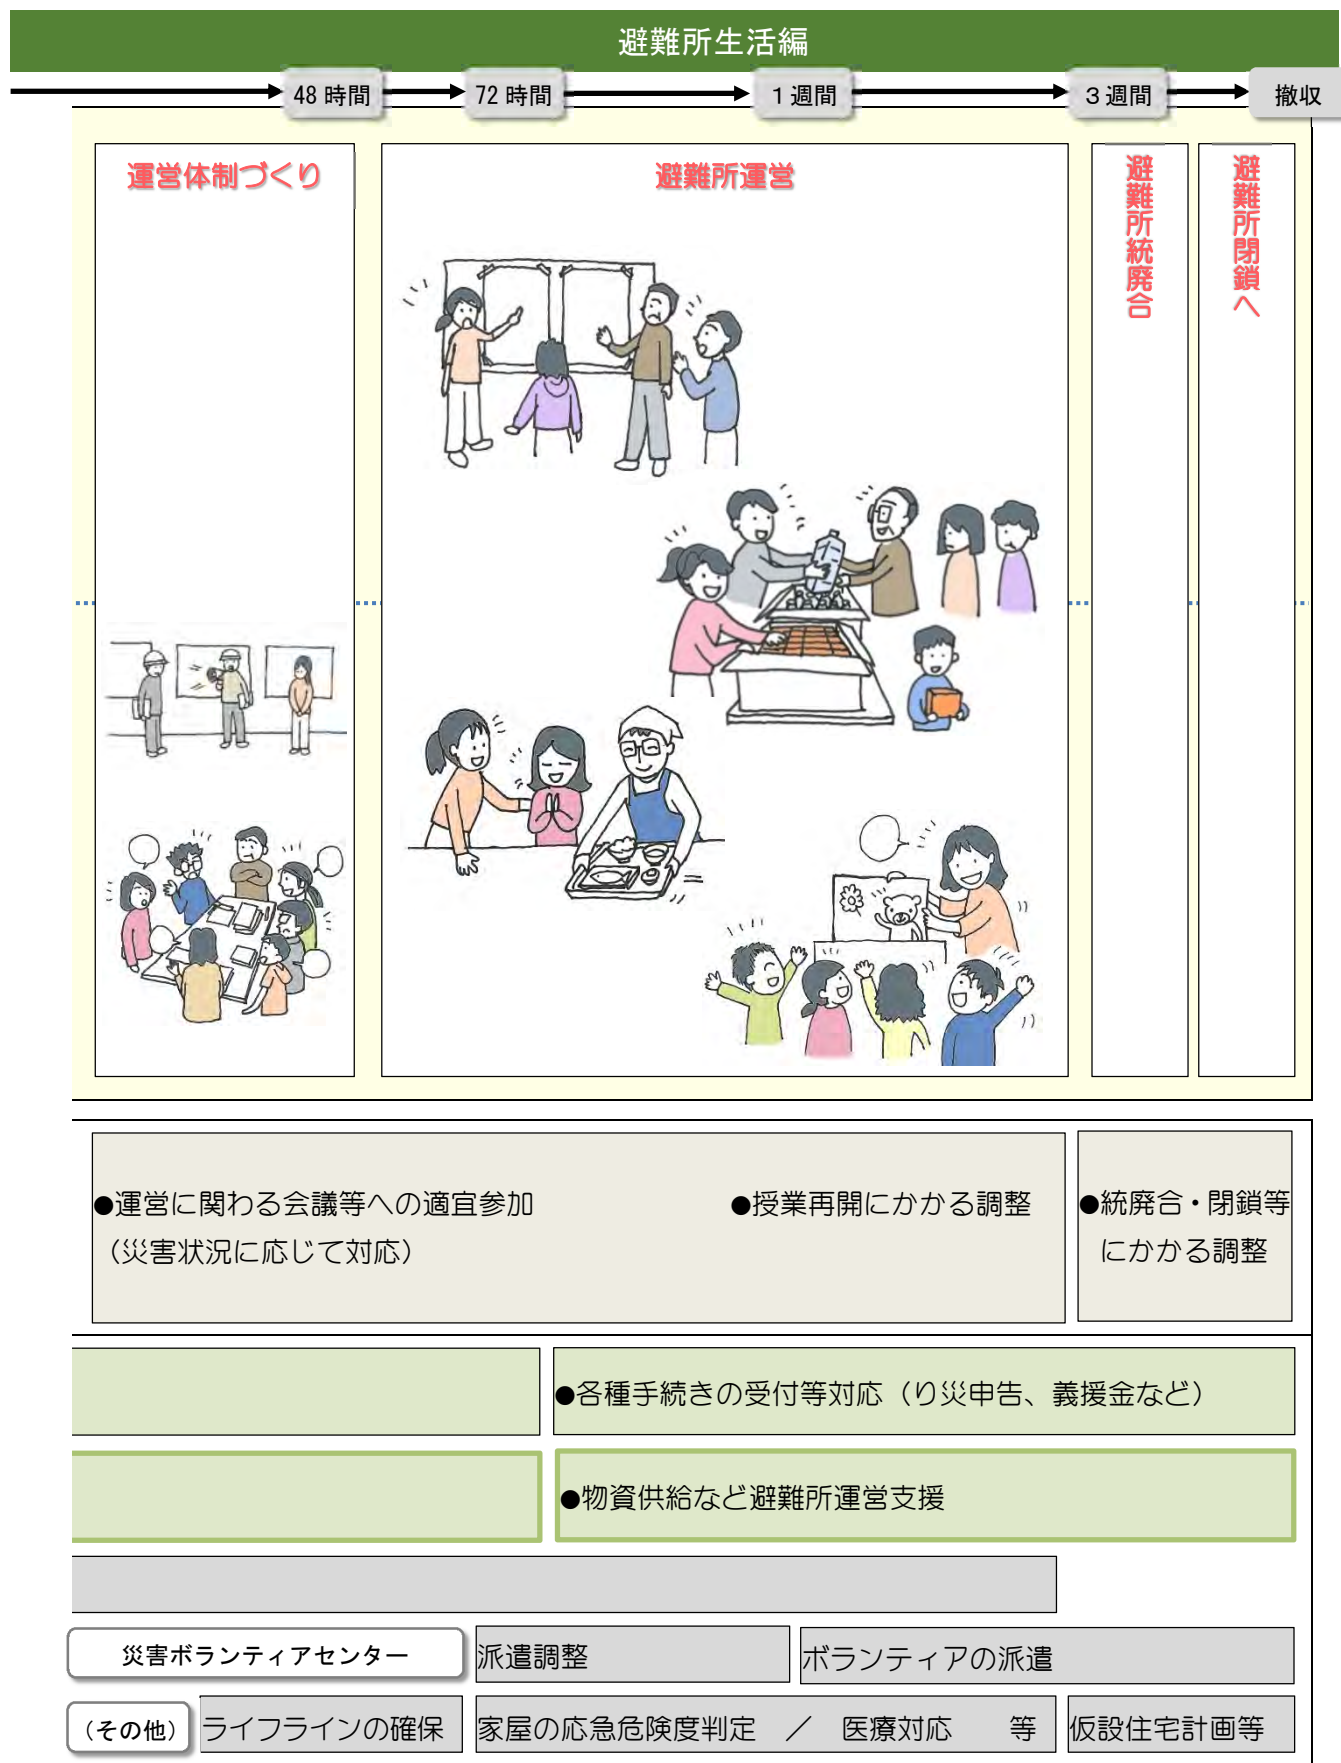 避難所生活編
48 時間
72 時間
１週間
３週間
撤収
運営体制づくり
避難所運営
避難所統廃合
避難所閉鎖へ
●運営に関わる会議等への適宜参加
（災害状況に応じて対応）
●授業再開にかかる調整
●統廃合・閉鎖等
にかかる調整
●各種手続きの受付等対応（り災申告、義援金など）
●物資供給など避難所運営支援
災害ボランティアセンター
派遣調整
ボランティアの派遣
（その他）
ライフラインの確保
家屋の応急危険度判定　／　医療対応　　等
仮設住宅計画等